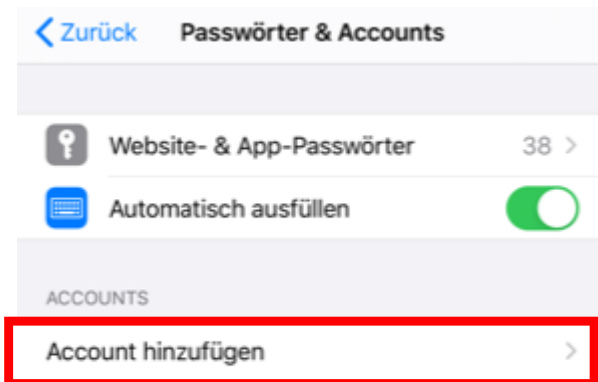 Zurück Passwörter & Accounts
Website- & App-Passwörter 38
Automatisch ausfüllen
ACCOUNTS
Account hinzufügen